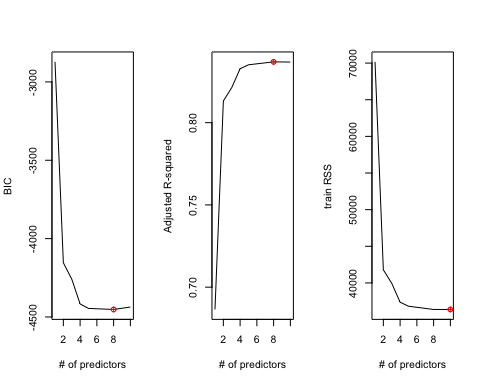 BIC
-3000
-3500
-4000
-4500
2 4 6 8
# of predictors
Adjusted R-squared
0.80
0.75
0.70
2 4 6 8
# of predictors
train RSS
70000
60000
50000
40000
2 4 6 8
# of predictors